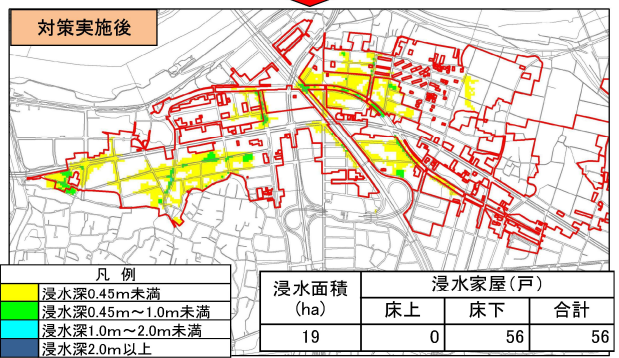 対策実施後
凡 例
浸水深0.45m未満
浸水深0.45m～1.0m未満
浸水深1.0m～2.0m未満
浸水深2.0m以上
浸水面積
(ha)
浸水家屋(戸)
床上 床下 合計
19 0 56 56